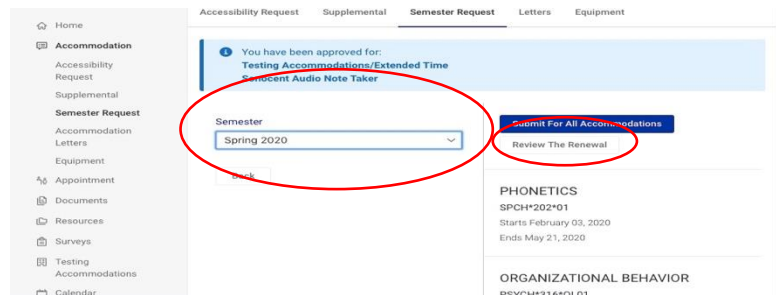 Accessibility Request Supplemental Semester Request Letters Equipment
Home
Accommodation
Accessibility
Request
Supplemental
Semester Request
Accommodation
Letters
Equipment
Appointment
Documents
Resources
Surveys
Testing
Accommodations
Calendar
You have been approved for:
Testing Accommodations/Extended Time
Sonocent Audio Note Taker
Semester
Spring 2020
Back
Submit For All Accommodations
Review The Renewal
PHONETICS
SPCH*202*01
Starts February 03, 2020
Ends May 21, 2020
ORGANIZATIONAL BEHAVIOR
PSYCH*316*OL01